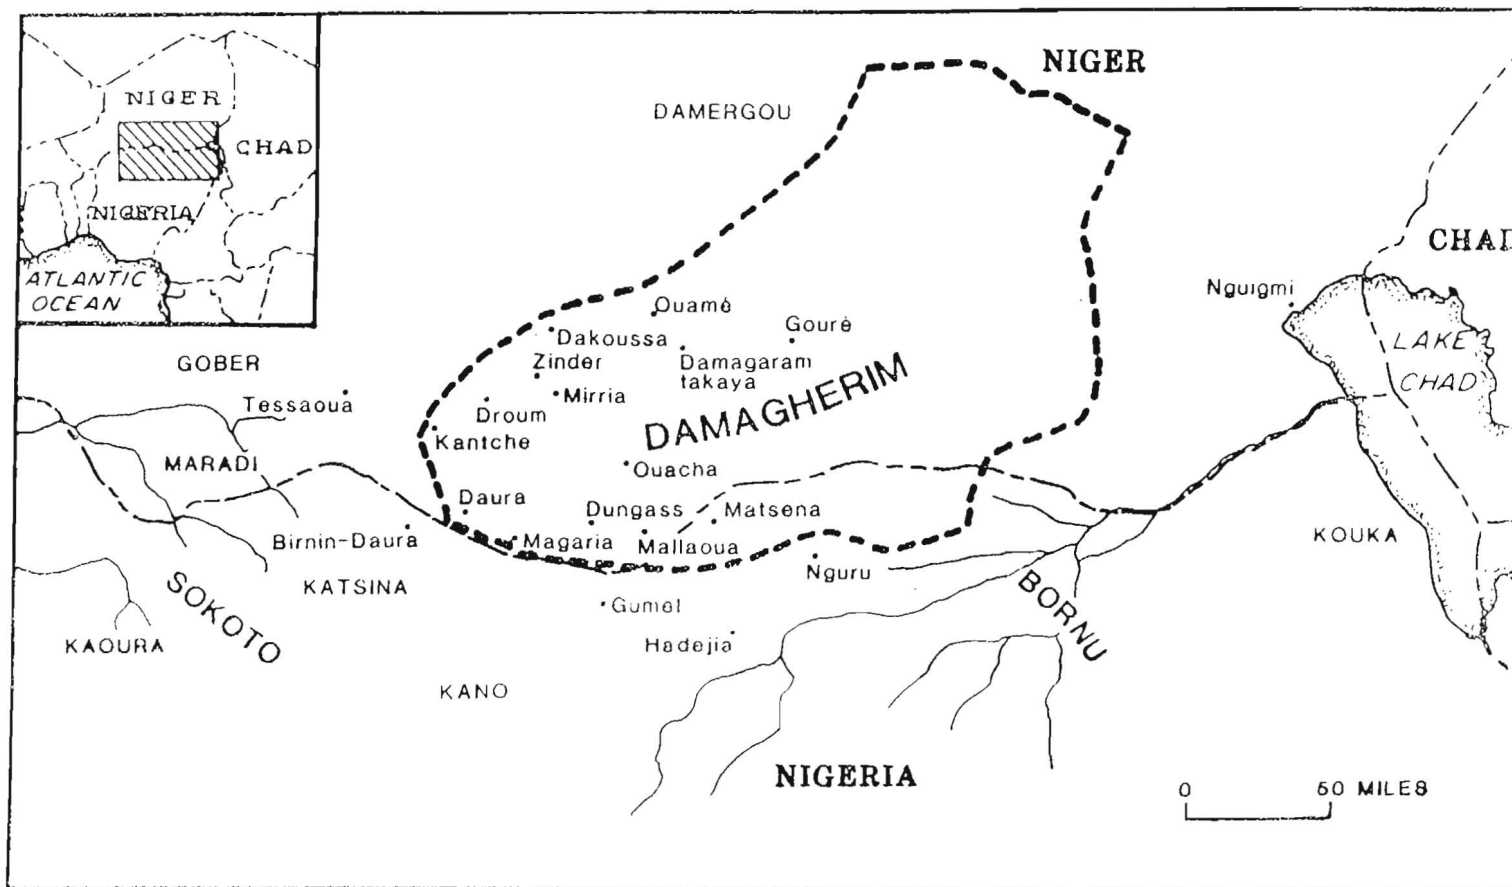 NIGER
CHAD
NIGERIA
ATLANTIC
OCEAN
NIGER
DAMERGOU
CHAD
Nguigmi
LAKE
CHAD
Ouamé
Gouré
Dakoussa
Zinder
Damagaram
takaya
Mirria
DAMAGHERIM
GOBER
Tessaoua
Droum
Kantche
MARADI
Ouacha
Daura
Dungass
Matsena
Birnin-Daura
Magaria
Mallaoua
KOUKA
Nguru
KATSINA
SOKOTO
Gumel
BORNU
KAOURA
Hadejia
KANO
NIGERIA
0 50 MILES